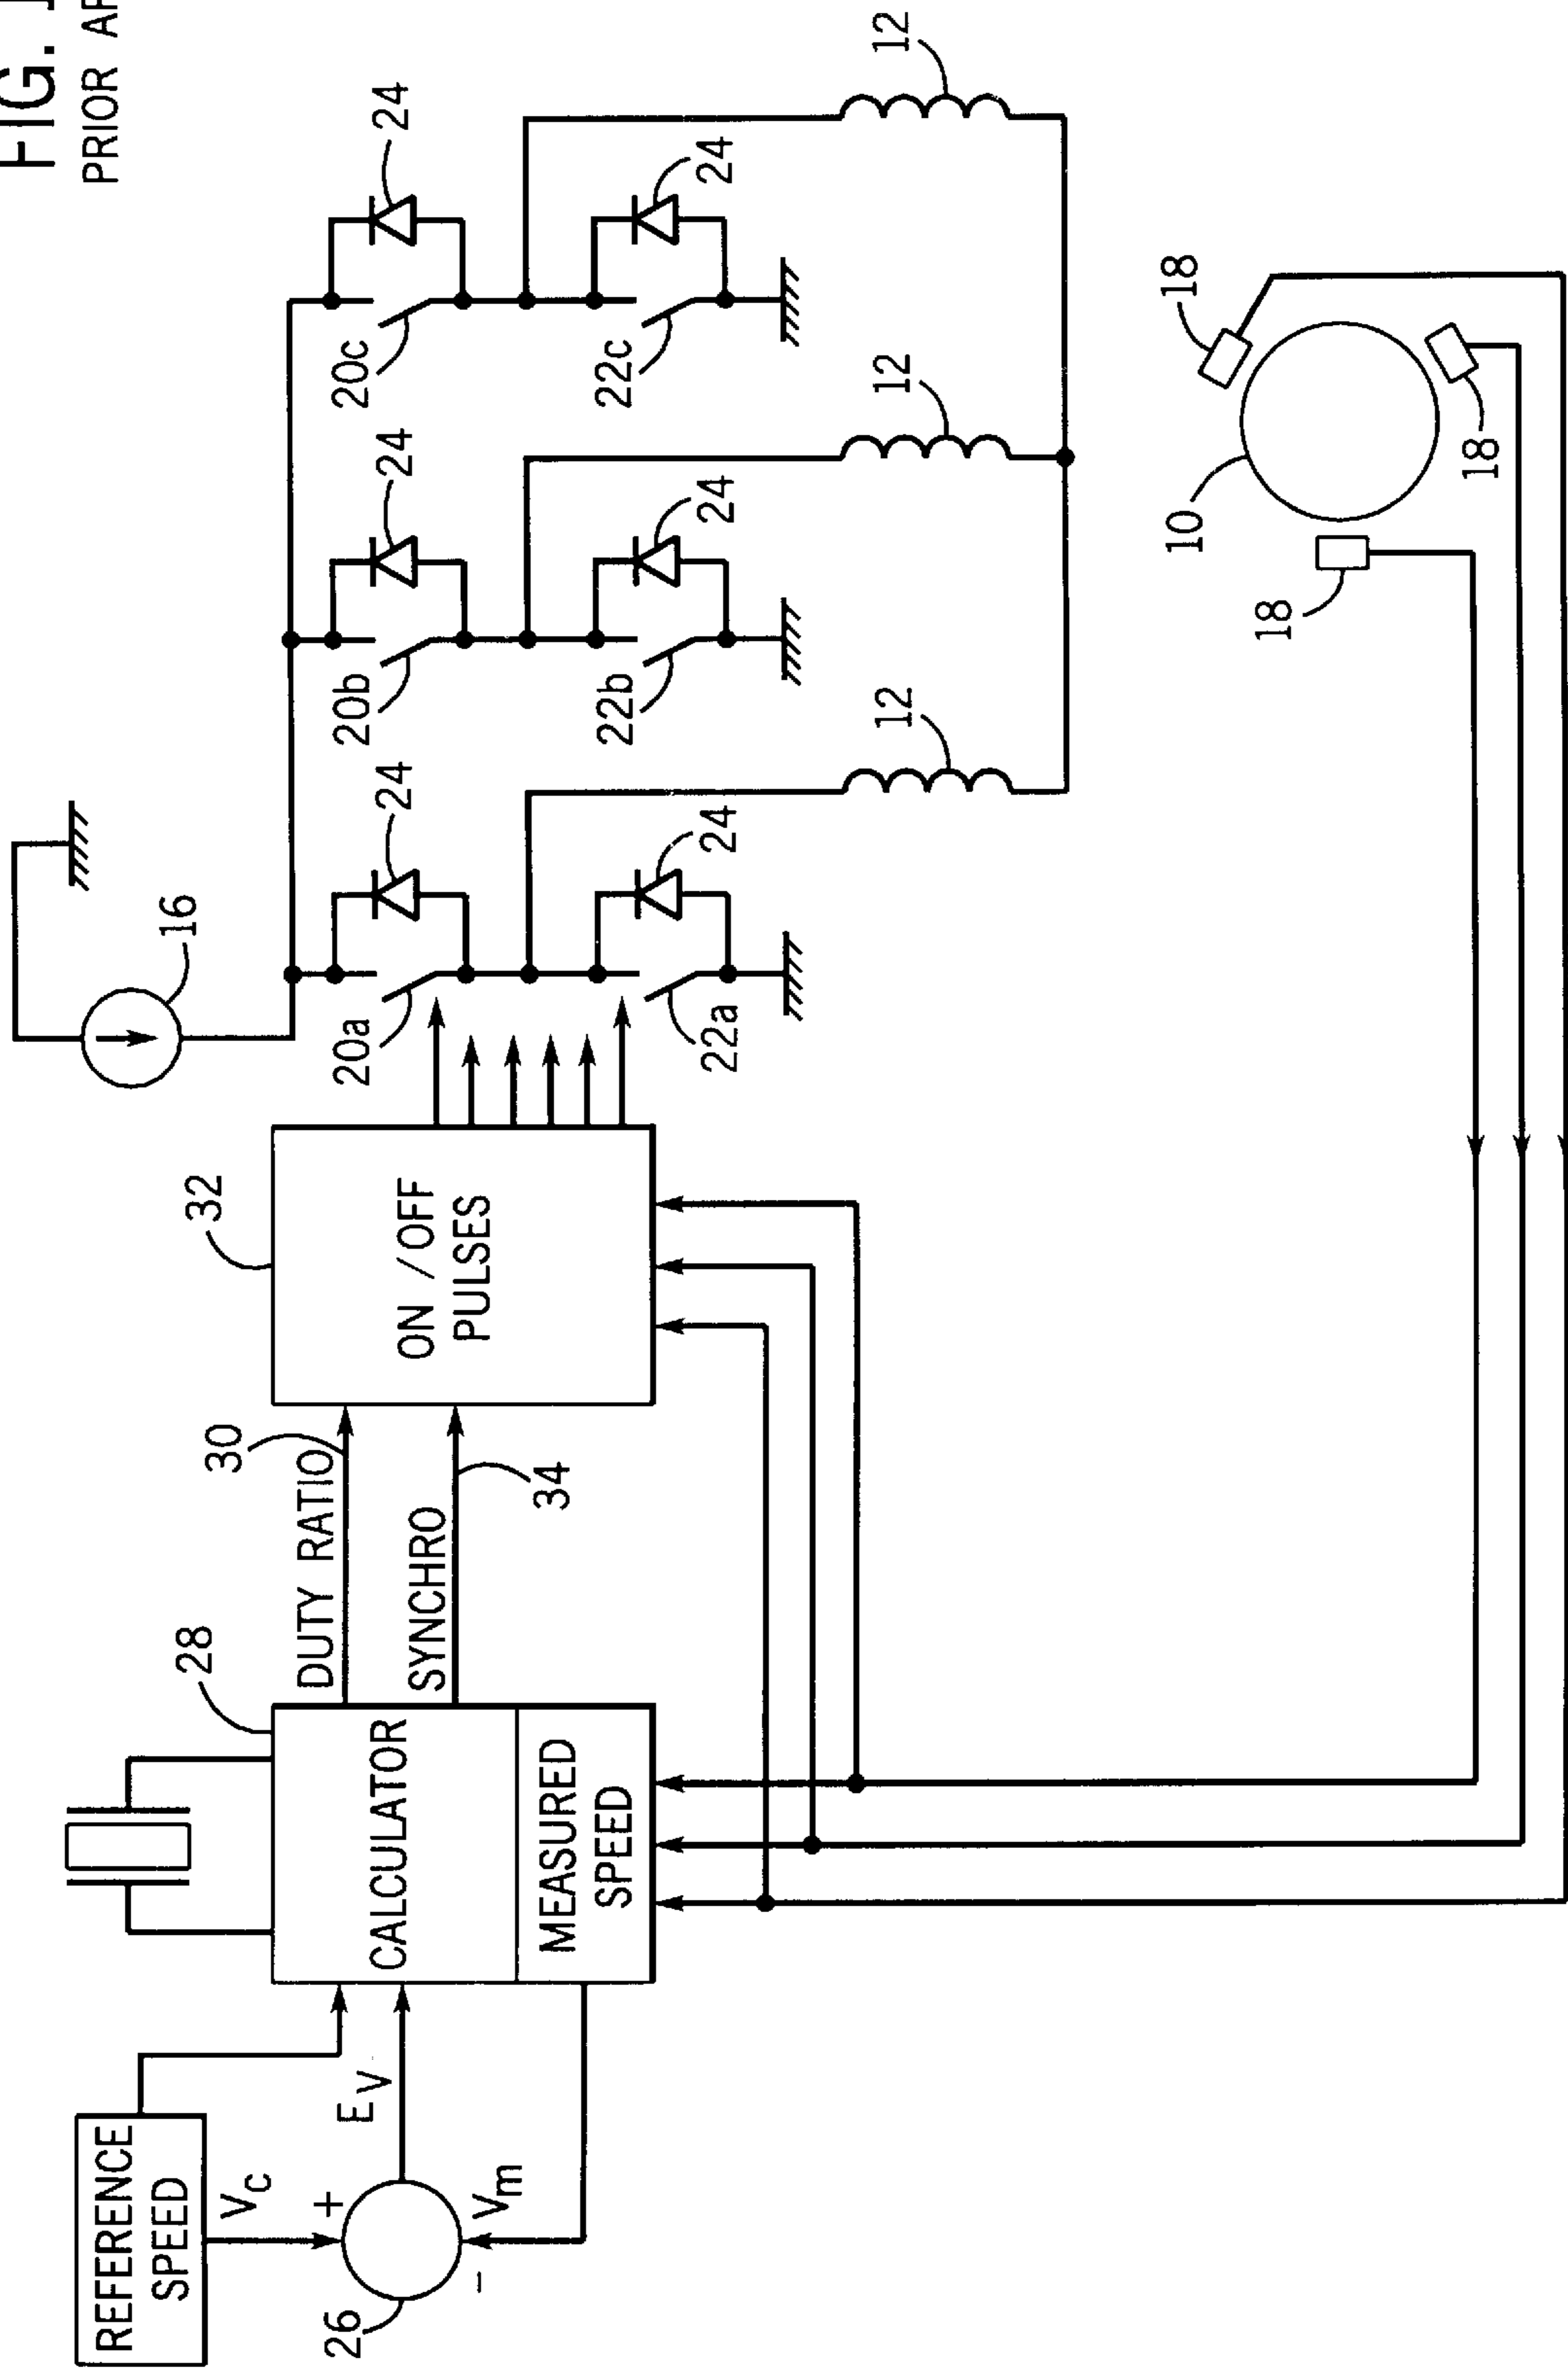 FIG. 1
PRIOR AR
REFERENCE
SPEED
Vc
+
26
-
Vm
EV
28
CALCULATOR
MEASURED
SPEED
DUTY RATIO
30
SYNCHRO
34
32
ON/OFF
PULSES
16
20a
24
22a
24
12
20b
24
22b
24
12
20c
24
22c
24
12
10
18
18
18